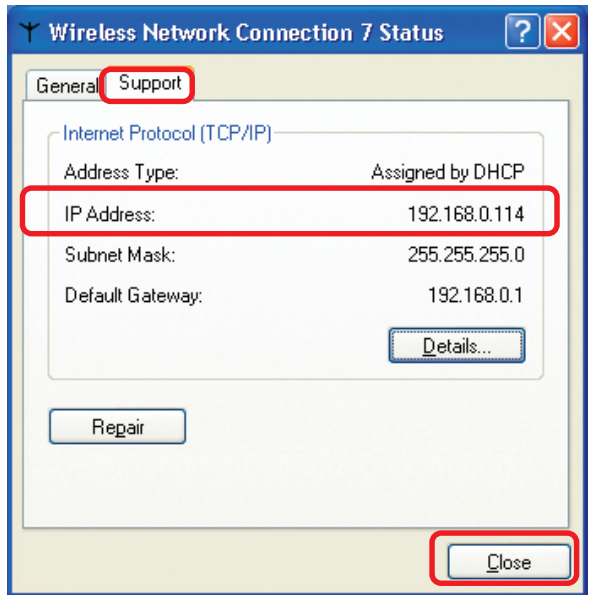 Wireless Network Connection 7 Status
General Support
Internet Protocol (TCP/IP)
Address Type: Assigned by DHCP
IP Address: 192.168.0.114
Subnet Mask: 255.255.255.0
Default Gateway: 192.168.0.1
Details...
Repair
Close